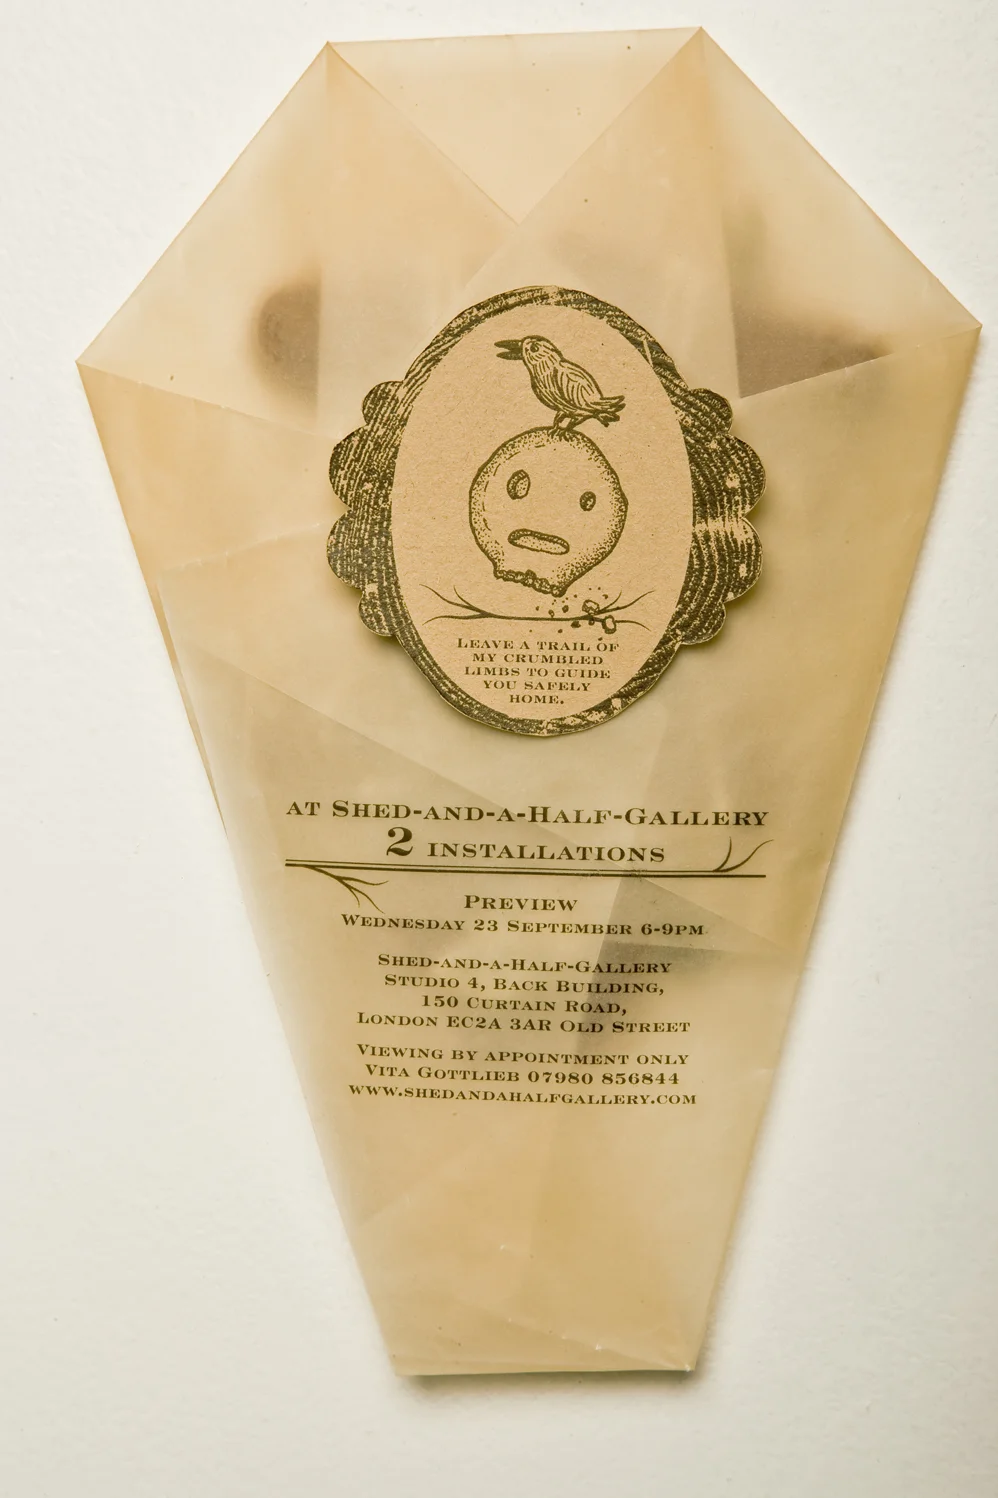 LEAVE A TRAIL OF
MY CRUMBLED
LIMBS TO GUIDE
YOU SAFELY
HOME.
AT SHED-AND-A-HALF-GALLERY
2 INSTALLATIONS
PREVIEW
WEDNESDAY 23 SEPTEMBER 6-9PM
SHED-AND-A-HALF-GALLERY
STUDIO 4, BACK BUILDING,
150 CURTAIN ROAD,
LONDON EC2A 3AR OLD STREET
VIEWING BY APPOINTMENT ONLY
VITA GOTTLIEB 07980 856844
WWW.SHEDANDAHALFGALLERY.COM